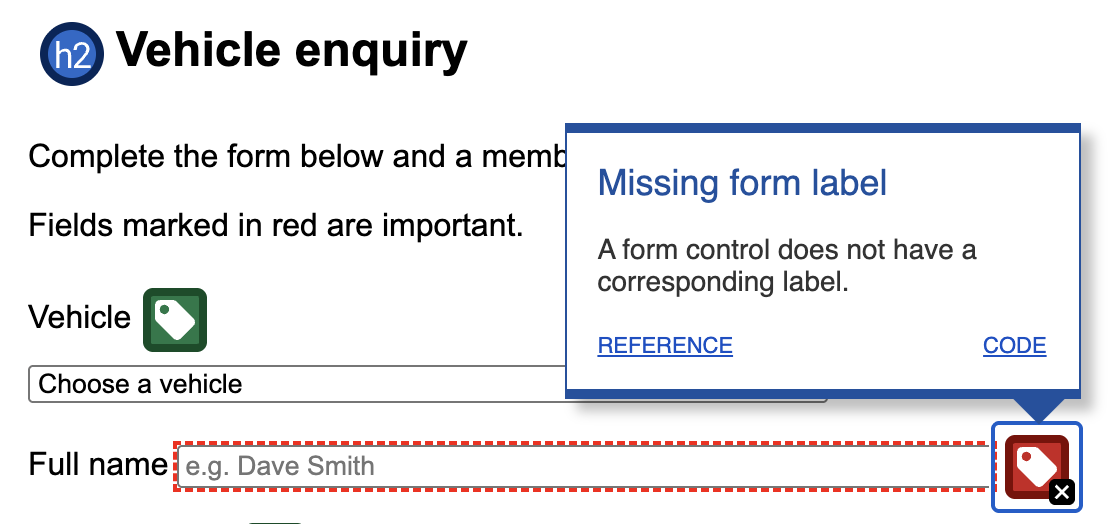 h2 Vehicle enquiry
Complete the form below and a memb
Fields marked in red are important.
Missing form label
A form control does not have a
corresponding label.
REFERENCE CODE
Vehicle
Choose a vehicle
Full name e.g. Dave Smith